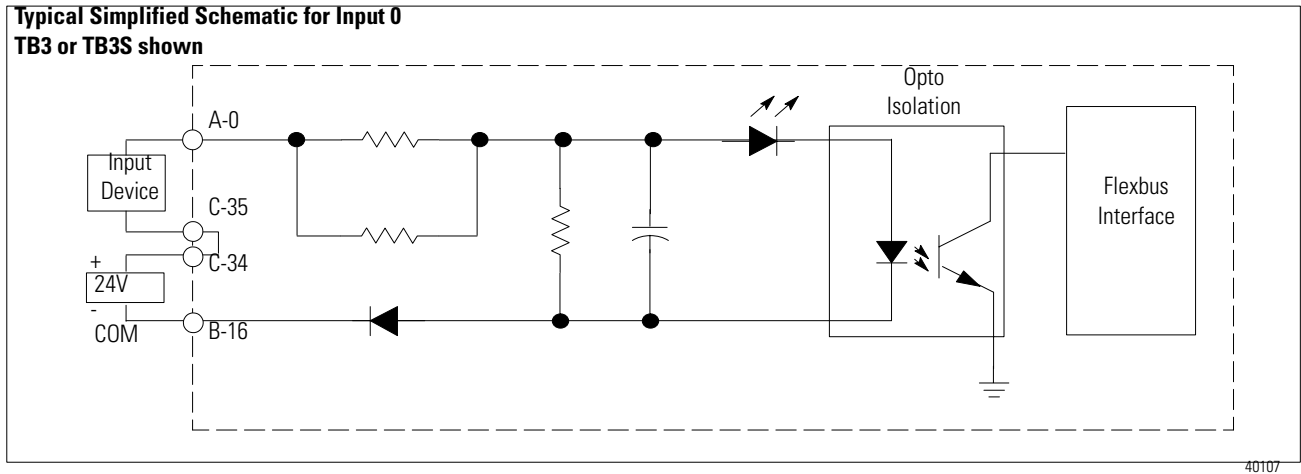 Typical Simplified Schematic for Input 0
TB3 or TB3S shown
Opto
Isolation
A-0
Input
Device
C-35
C-34
+
24V
-
COM
B-16
Flexbus
Interface
40107